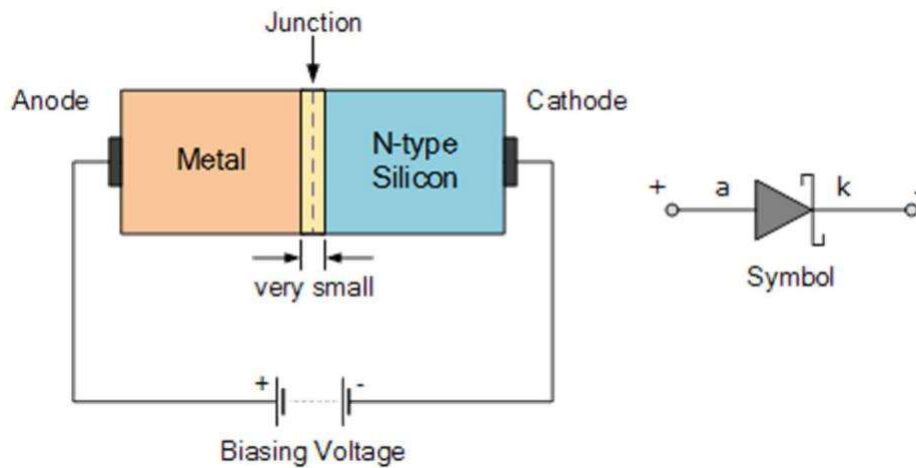 Junction
Anode
Cathode
Metal
N-type
Silicon
+ a k -
very small
Symbol
+ -
Biasing Voltage